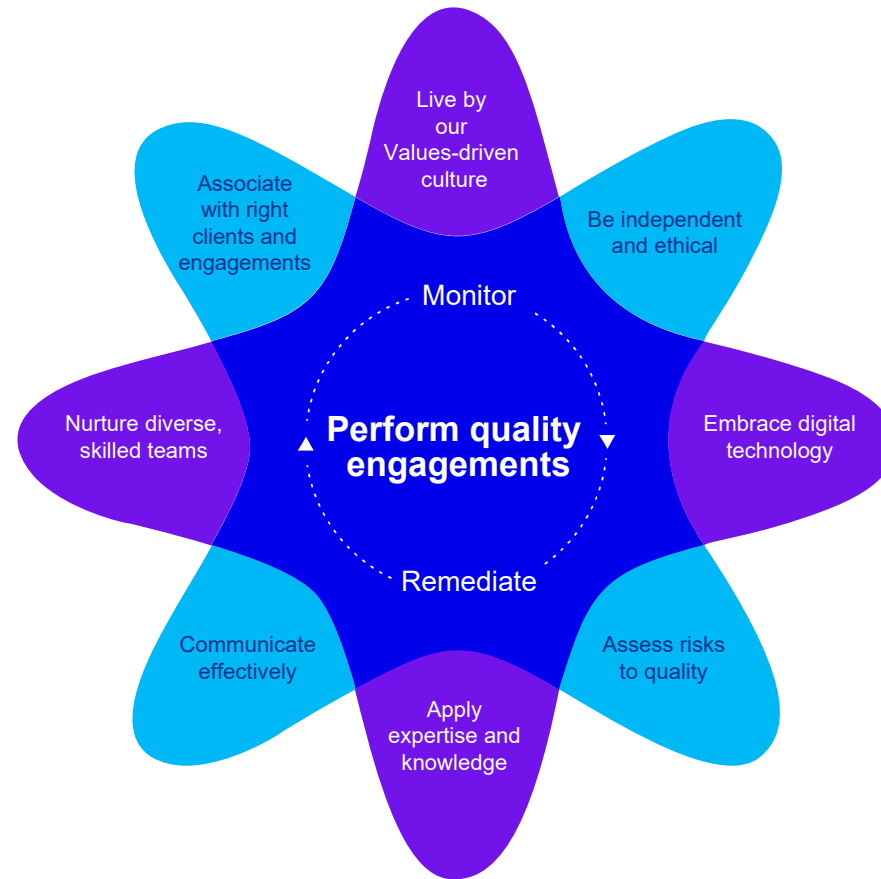 Live by
our
Values-driven
culture
Associate
with right
clients and
engagements
Be independent
and ethical
Monitor
Nurture diverse,
skilled teams
Perform quality
engagements
Embrace digital
technology
Remediate
Communicate
effectively
Assess risks
to quality
Apply
expertise and
knowledge